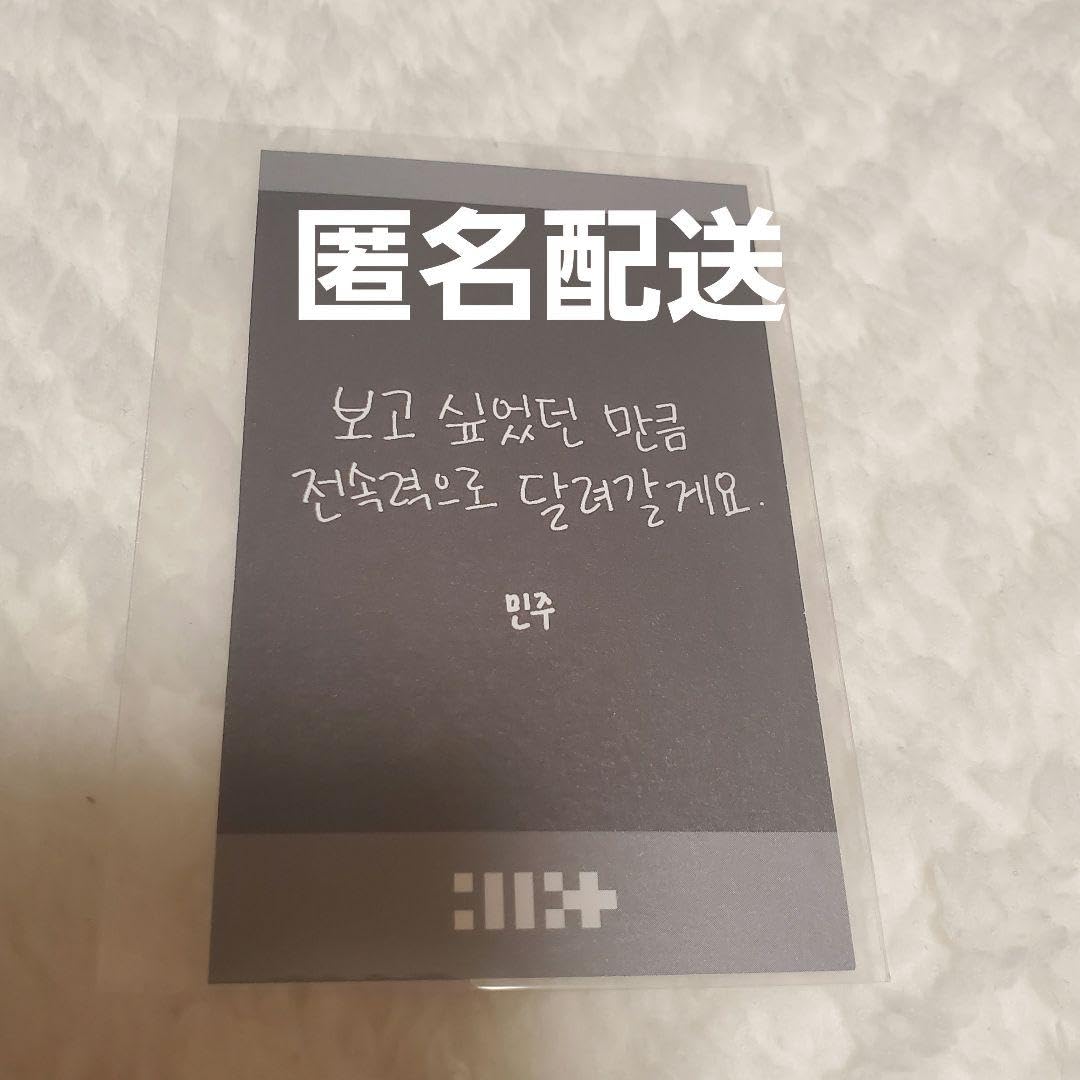 匿名配送
보고 싶었던 만큼
전속력으로 달려갈게요.
민주